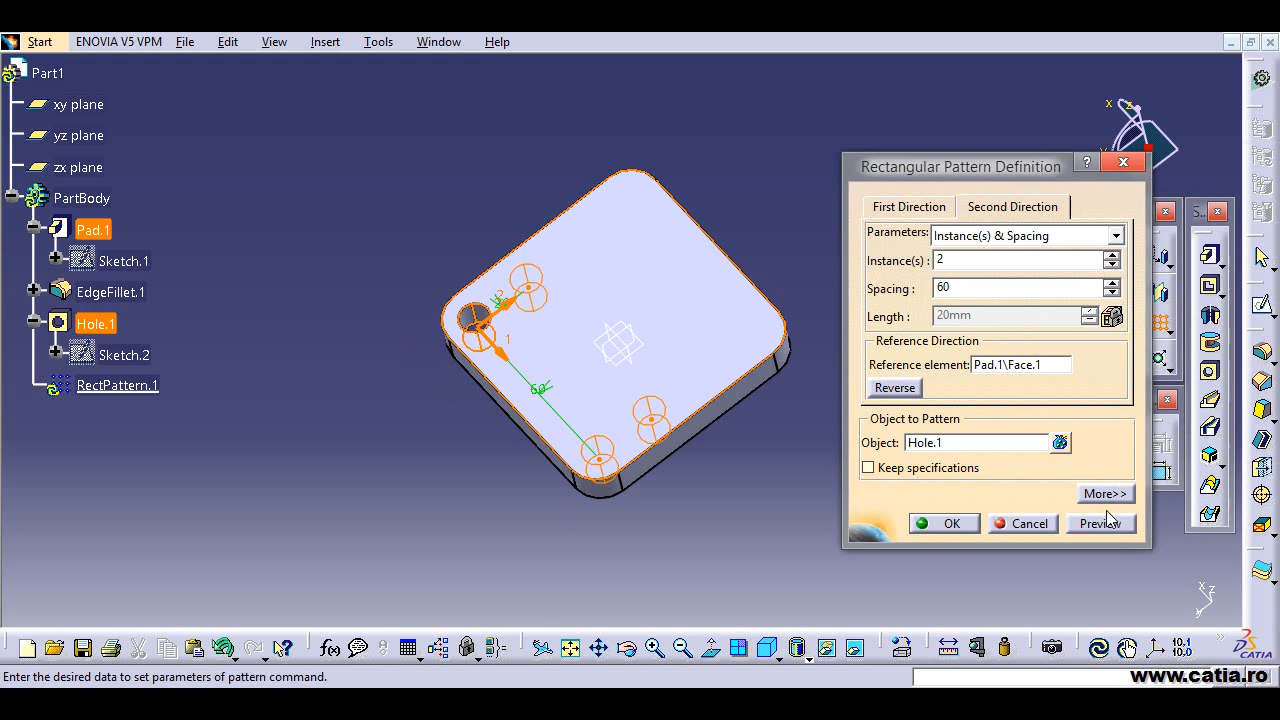 Start ENOVIA V5 VPM File Edit View Insert Tools Window Help
Part1
xy plane
yz plane
zx plane
PartBody
Pad.1
Sketch.1
EdgeFillet.1
Hole.1
Sketch.2
RectPattern.1
x z
2
1
60
Rectangular Pattern Definition
First Direction Second Direction
Parameters: Instance(s) & Spacing
Instance(s) : 2
Spacing : 60
Length : 20mm
Reference Direction
Reference element: Pad.1\Face.1
Reverse
Object to Pattern
Object: Hole.1
Keep specifications
More>>
OK Cancel Preview
S...
x z
y
f(x)
10.1
10.0
CATIA
Enter the desired data to set parameters of pattern command.
www.catia.ro